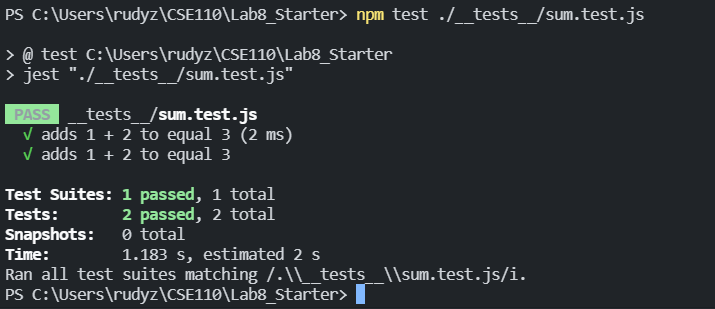 PS C:\Users\rudyz\CSE110\Lab8_Starter> npm test ./__tests__/sum.test.js
> @ test C:\Users\rudyz\CSE110\Lab8_Starter
> jest "./__tests__/sum.test.js"
PASS __tests__/sum.test.js
√ adds 1 + 2 to equal 3 (2 ms)
√ adds 1 + 2 to equal 3
Test Suites: 1 passed, 1 total
Tests: 2 passed, 2 total
Snapshots: 0 total
Time: 1.183 s, estimated 2 s
Ran all test suites matching /.\\__tests__\\sum.test.js/i.
PS C:\Users\rudyz\CSE110\Lab8_Starter>